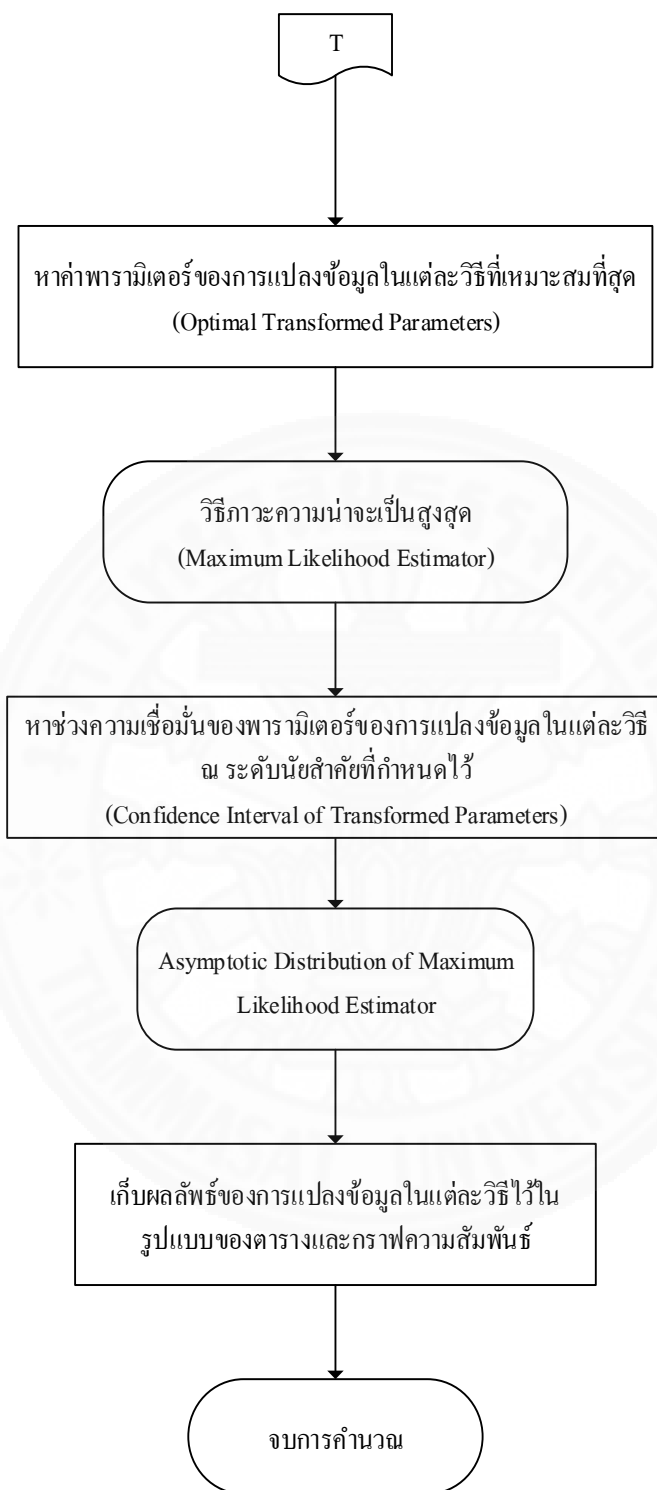 T
หาค่าพารามิเตอร์ของการแปลงข้อมูลในแต่ละวิธีที่เหมาะสมที่สุด
(Optimal Transformed Parameters)
วิธีภาวะความน่าจะเป็นสูงสุด
(Maximum Likelihood Estimator)
หาช่วงความเชื่อมั่นของพารามิเตอร์ของการแปลงข้อมูลในแต่ละวิธี
ณ ระดับนัยสำคัยที่กำหนดไว้
(Confidence Interval of Transformed Parameters)
Asymptotic Distribution of Maximum
Likelihood Estimator
เก็บผลลัพธ์ของการแปลงข้อมูลในแต่ละวิธีไว้ใน
รูปแบบของตารางและกราฟความสัมพันธ์
จบการคำนวณ
THAMMASAT UNIVERSITY